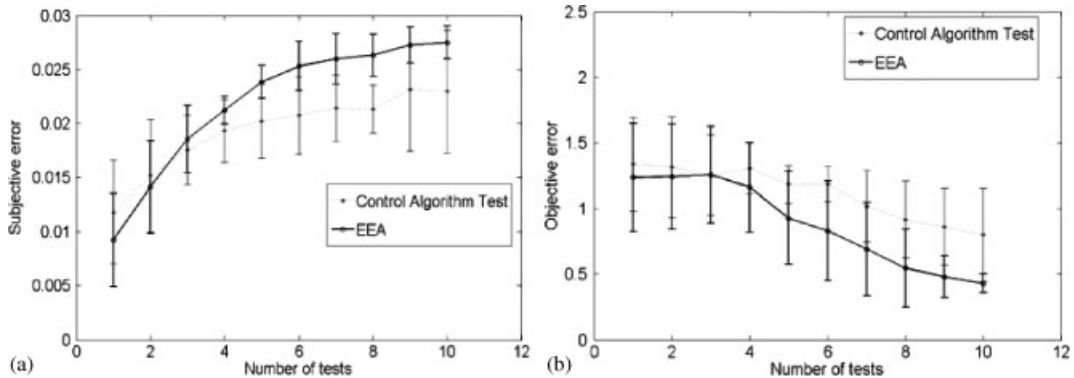 0.03
0.025
0.02
0.015
0.01
0.005
0
Subjective error
Control Algorithm Test
EEA
0 2 4 6 8 10 12
(a) Number of tests
2.5
2
1.5
1
0.5
0
Objective error
Control Algorithm Test
EEA
0 2 4 6 8 10 12
(b) Number of tests